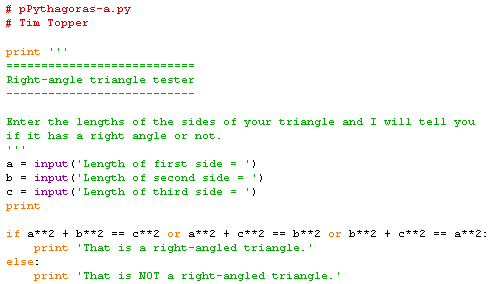 # pPythagoras-a.py
# Tim Topper

print '''
===========================
Right-angle triangle tester
---------------------------

Enter the lengths of the sides of your triangle and I will tell you
if it has a right angle or not.
'''
a = input('Length of first side = ')
b = input('Length of second side = ')
c = input('Length of third side = ')
print

if a**2 + b**2 == c**2 or a**2 + c**2 == b**2 or b**2 + c**2 == a**2:
    print 'That is a right-angled triangle.'
else:
    print 'That is NOT a right-angled triangle.'